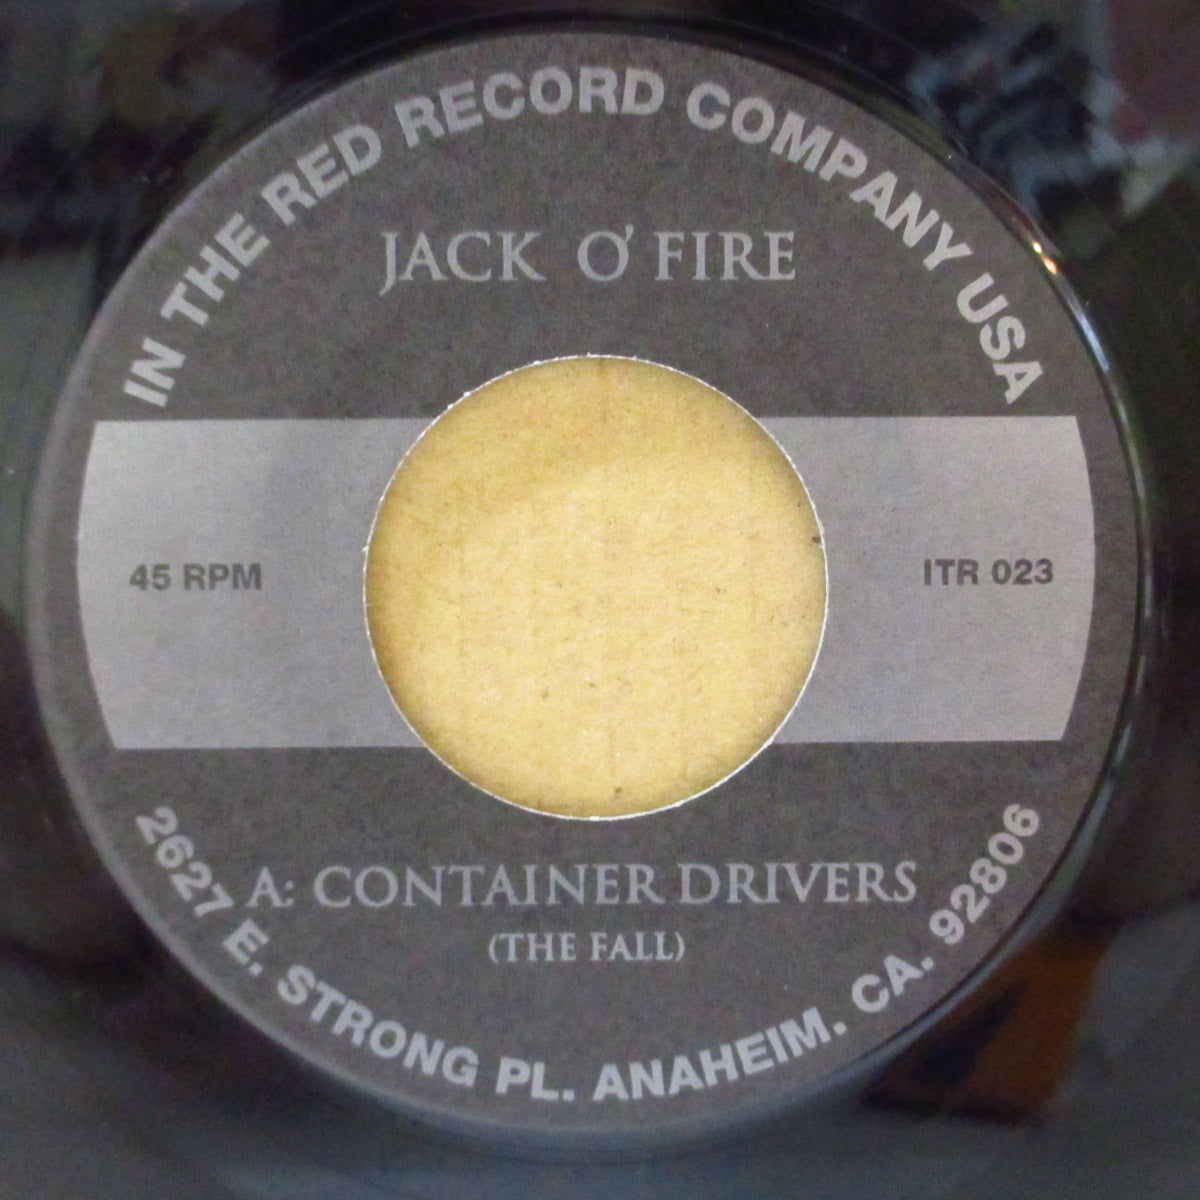 IN THE RED RECORD COMPANY USA
JACK O' FIRE
45 RPM
ITR 023
A: CONTAINER DRIVERS
(THE FALL)
2627 E. STRONG PL. ANAHEIM. CA. 92806